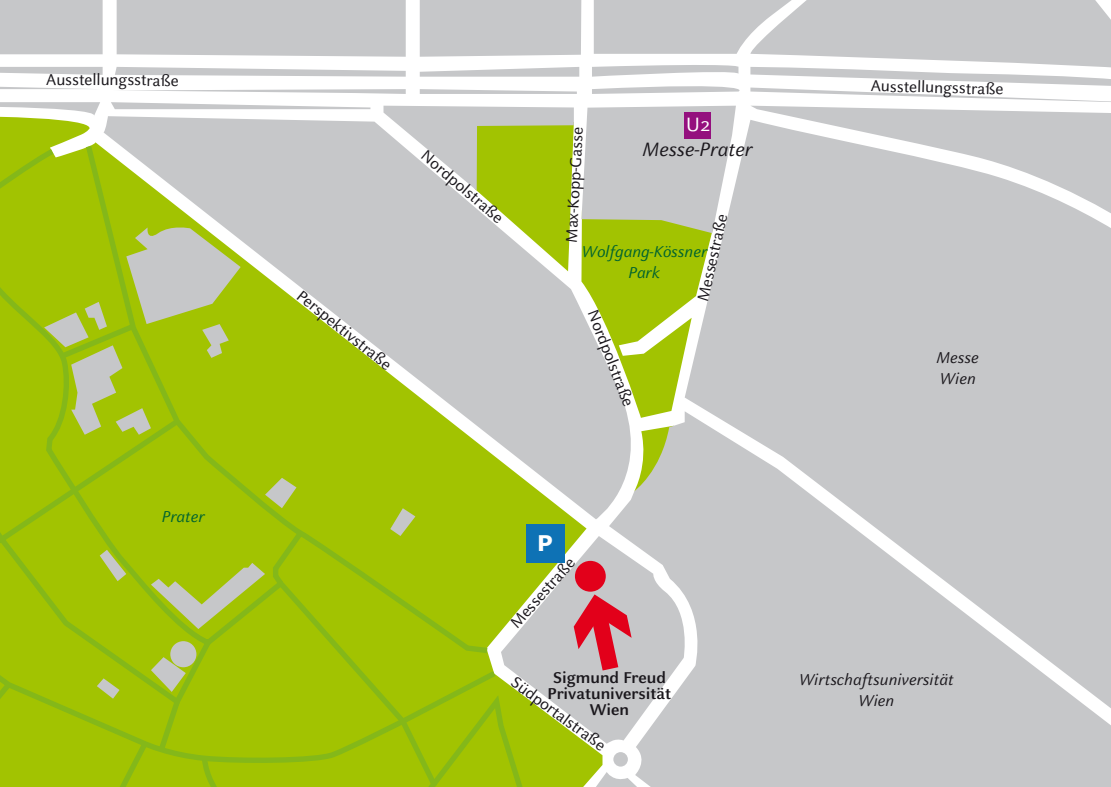 Ausstellungsstraße
Ausstellungsstraße
U2
Messe-Prater
Nordpolstraße
Max-Kopp-Gasse
Wolfgang-Kössner
Park
Messestraße
Perspektivstraße
Nordpolstraße
Messe
Wien
Prater
P
Messestraße
Sigmund Freud
Privatuniversität
Wien
Südportalstraße
Wirtschaftsuniversität
Wien